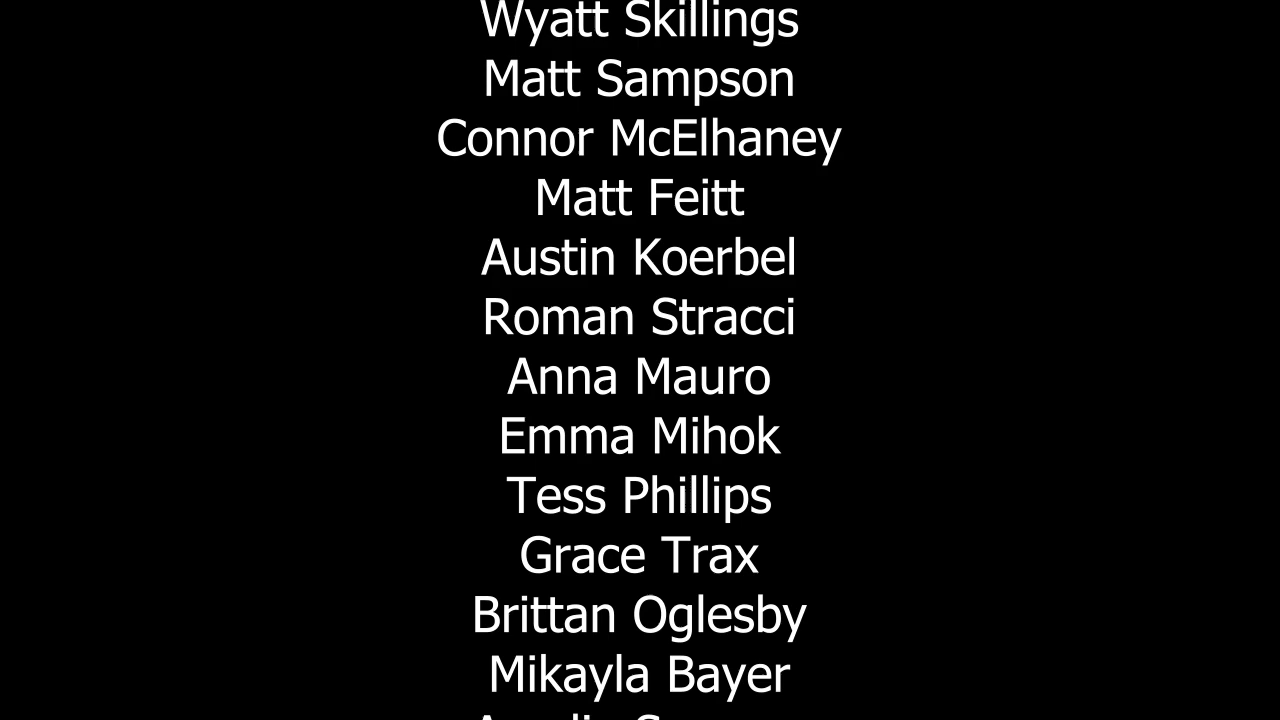 Wyatt Skillings
Matt Sampson
Connor McElhaney
Matt Feitt
Austin Koerbel
Roman Stracci
Anna Mauro
Emma Mihok
Tess Phillips
Grace Trax
Brittan Oglesby
Mikayla Bayer